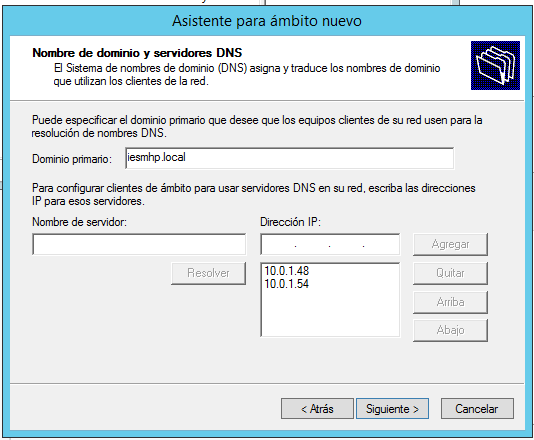 Asistente para ámbito nuevo
Nombre de dominio y servidores DNS
El Sistema de nombres de dominio (DNS) asigna y traduce los nombres de dominio
que utilizan los clientes de la red.
Puede especificar el dominio primario que desee que los equipos clientes de su red usen para la
resolución de nombres DNS.
Dominio primario: iesmhp.local
Para configurar clientes de ámbito para usar servidores DNS en su red, escriba las direcciones
IP para esos servidores.
Nombre de servidor: Dirección IP:
. . . Agregar
Resolver 10.0.1.48 Quitar
10.0.1.54
Arriba
Abajo
< Atrás Siguiente > Cancelar